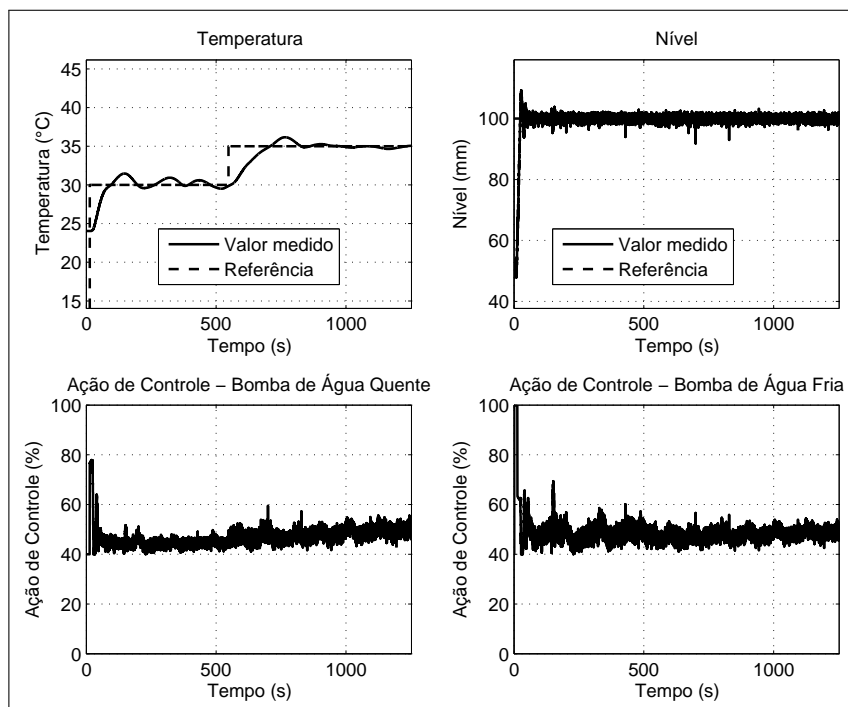 Temperatura
45
40
35
30
25
20
15
Temperatura (°C)
Valor medido
Referência
0
500
1000
Tempo (s)
Nível
120
100
80
60
40
Nível (mm)
Valor medido
Referência
0
500
1000
Tempo (s)
Ação de Controle – Bomba de Água Quente
100
80
60
40
20
0
Ação de Controle (%)
0
500
1000
Tempo (s)
Ação de Controle – Bomba de Água Fria
100
80
60
40
20
0
Ação de Controle (%)
0
500
1000
Tempo (s)